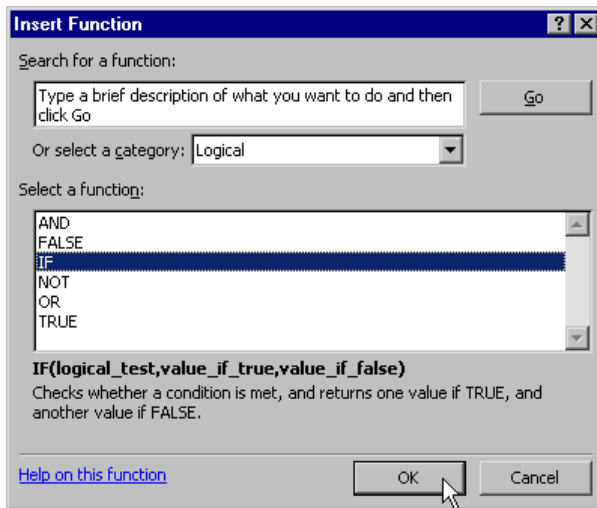 Insert Function
Search for a function:
Type a brief description of what you want to do and then
click Go
Go
Or select a category: Logical
Select a function:
AND
FALSE
IF
NOT
OR
TRUE
IF(logical_test,value_if_true,value_if_false)
Checks whether a condition is met, and returns one value if TRUE, and
another value if FALSE.
Help on this function
OK
Cancel